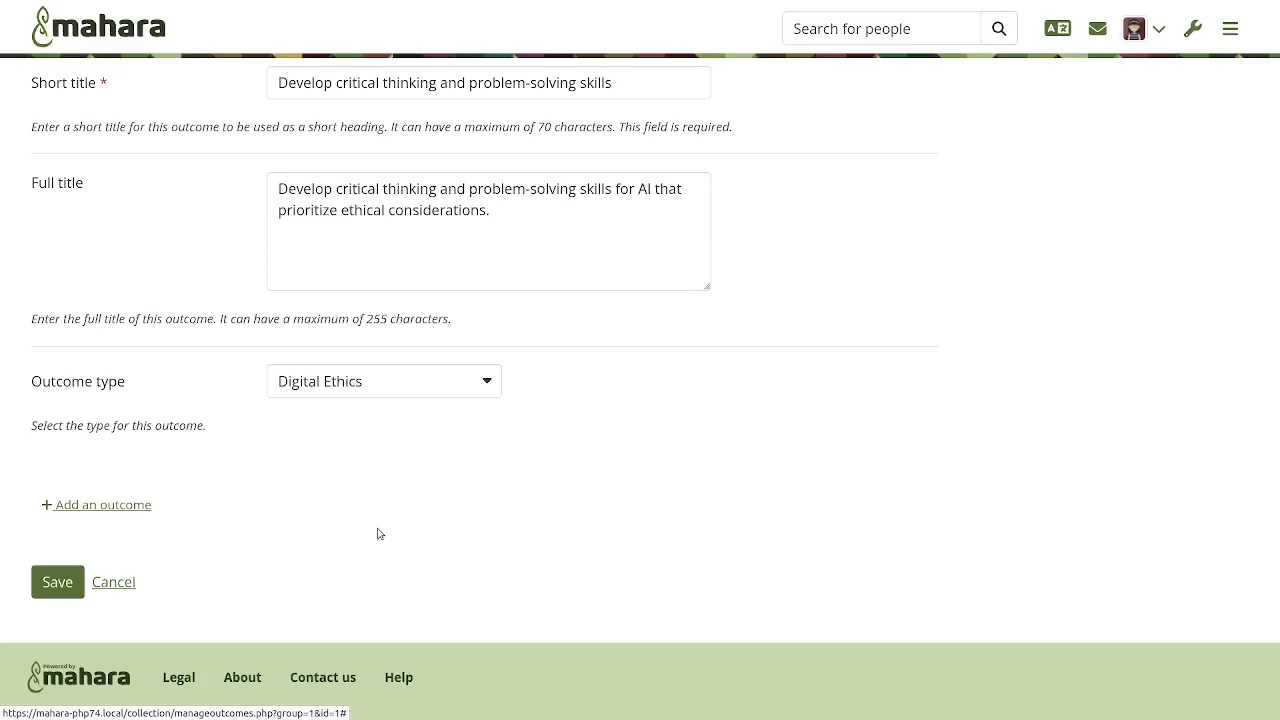 mahara
Search for people
Short title *
Develop critical thinking and problem-solving skills
Enter a short title for this outcome to be used as a short heading. It can have a maximum of 70 characters. This field is required.
Full title
Develop critical thinking and problem-solving skills for AI that
prioritize ethical considerations.
Enter the full title of this outcome. It can have a maximum of 255 characters.
Outcome type
Digital Ethics
Select the type for this outcome.
+ Add an outcome
Save Cancel
Powered by
mahara
Legal About Contact us Help
https://mahara-php74.local/collection/manageoutcomes.php?group=1&id=1#